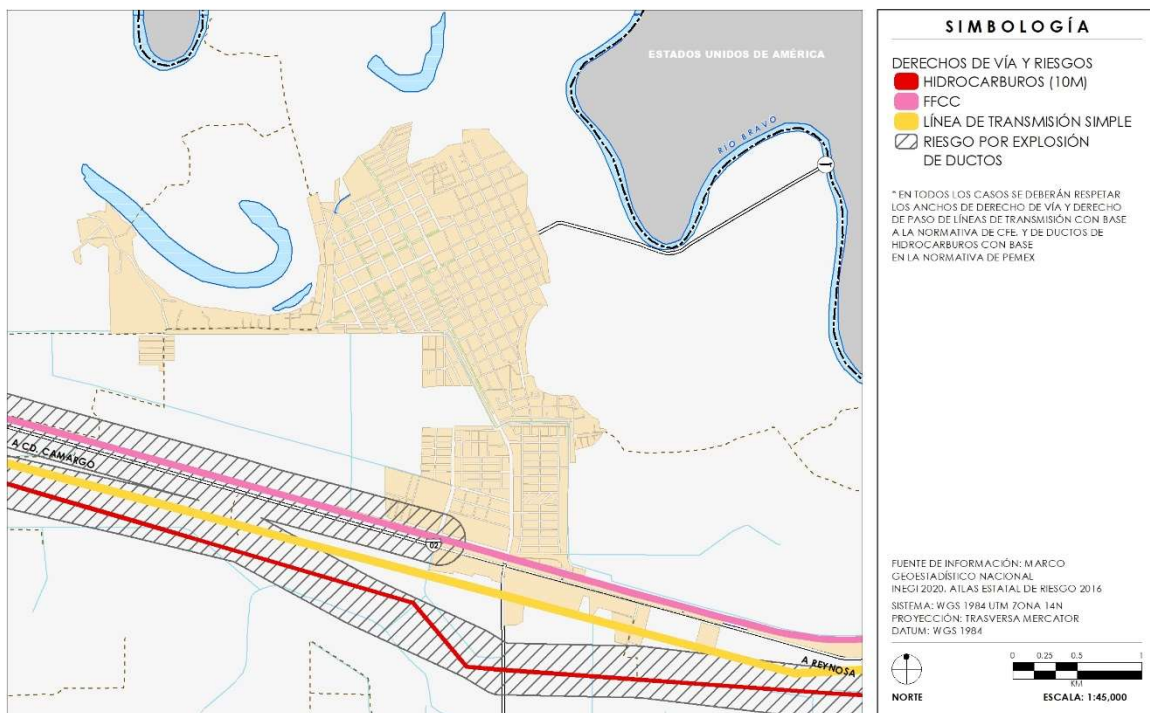 ESTADOS UNIDOS DE AMÉRICA
RÍO BRAVO
A CD. CAMARGO
02
A REYNOSA
SIMBOLOGÍA
DERECHOS DE VÍA Y RIESGOS
HIDROCARBUROS (10M)
FFCC
LÍNEA DE TRANSMISIÓN SIMPLE
RIESGO POR EXPLOSIÓN
DE DUCTOS
* EN TODOS LOS CASOS SE DEBERÁN RESPETAR
LOS ANCHOS DE DERECHO DE VÍA Y DERECHO
DE PASO DE LÍNEAS DE TRANSMISIÓN CON BASE
A LA NORMATIVA DE CFE. Y DE DUCTOS DE
HIDROCARBUROS CON BASE
EN LA NORMATIVA DE PEMEX
FUENTE DE INFORMACIÓN: MARCO
GEOESTADÍSTICO NACIONAL
INEGI 2020. ATLAS ESTATAL DE RIESGO 2016
SISTEMA: WGS 1984 UTM ZONA 14N
PROYECCIÓN: TRASVERSA MERCATOR
DATUM: WGS 1984
NORTE
0 0.25 0.5 1
KM
ESCALA: 1:45,000